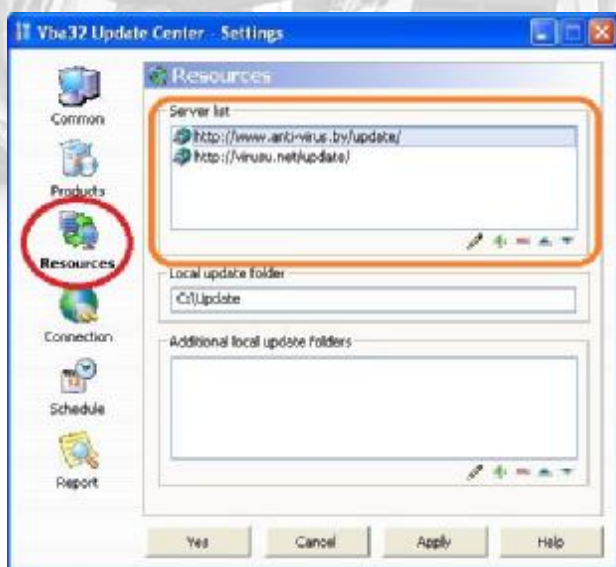 Vba32 Update Center - Settings
Common
Products
Resources
Connection
Schedule
Report
Resources
Server list
http://www.anti-virus.by/update/
http://virusu.net/update/
Local update folder
C:\Update
Additional local update folders
Yes
Cancel
Apply
Help